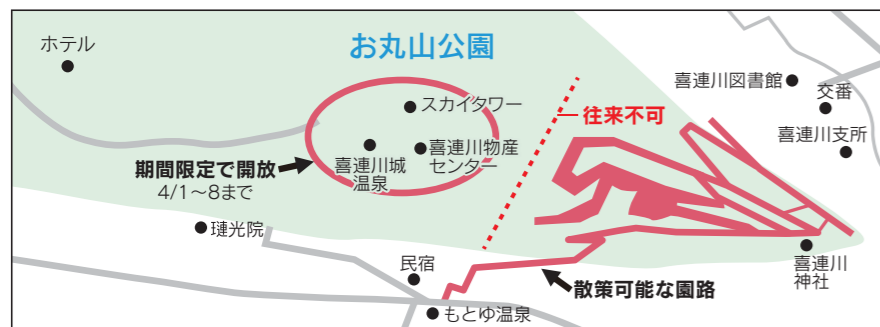 お丸山公園
ホテル
スカイタワー
喜連川図書館
交番
往来不可
喜連川支所
喜連川物産
センター
喜連川城
温泉
期間限定で開放
4/1～8まで
璉光院
民宿
喜連川
神社
散策可能な園路
もとゆ温泉